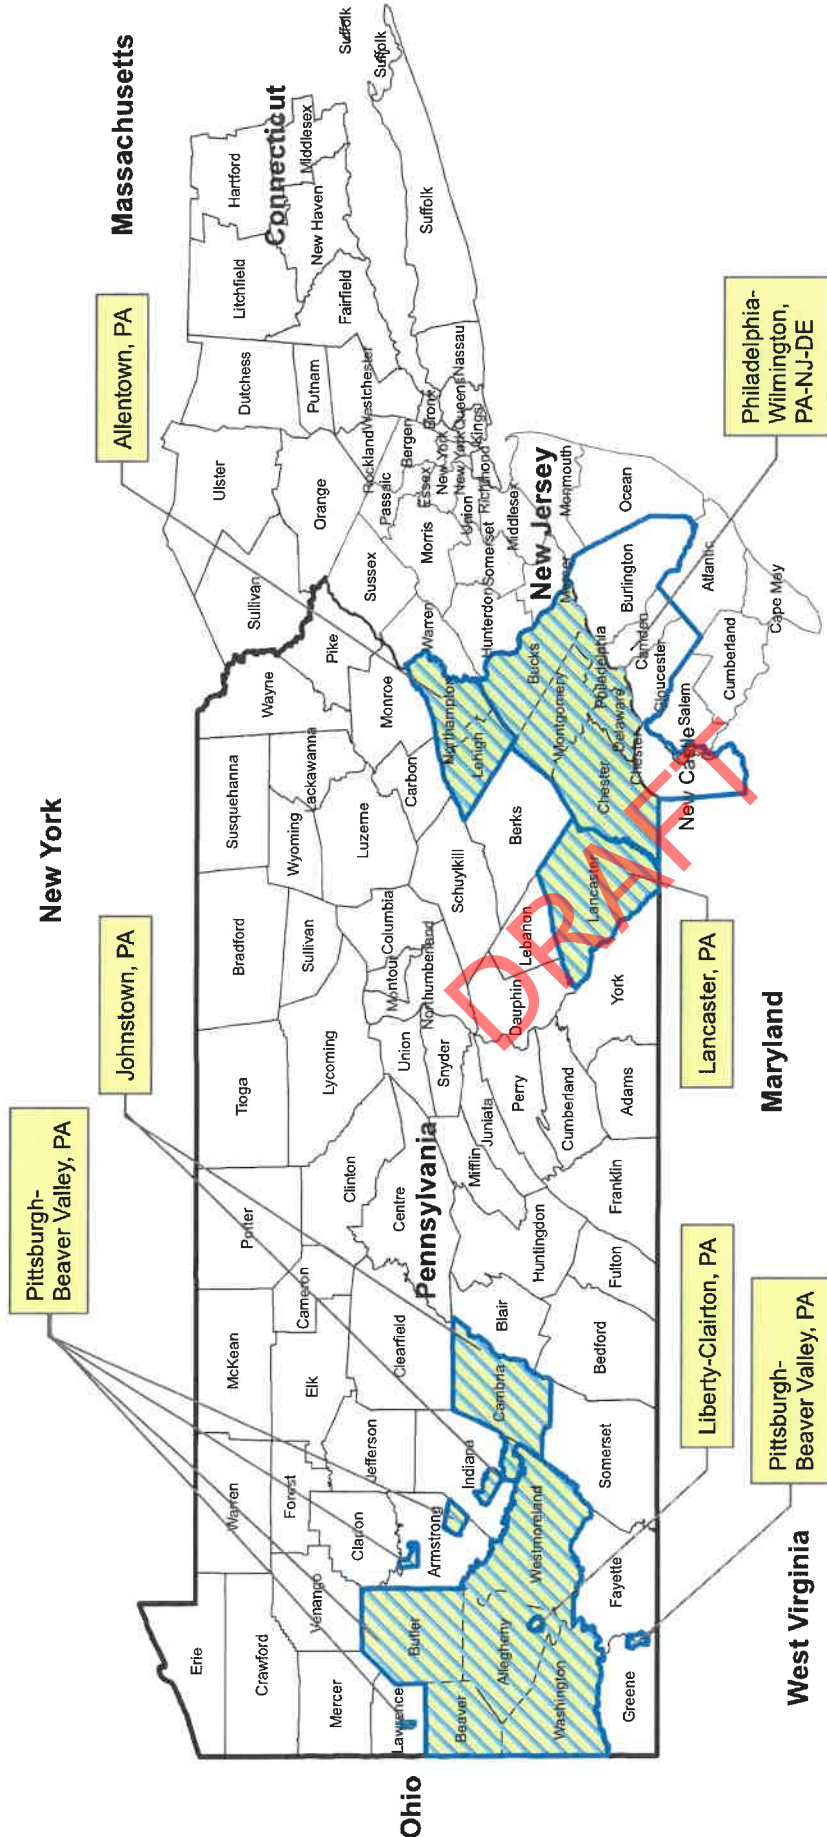 Massachusetts
New York
Allentown, PA
Johnstown, PA
Pittsburgh-
Beaver Valley, PA
Suffolk
Suffolk
Hartford
Connecticut
Middlesex
Litchfield
New Haven
Suffolk
Fairfield
Dutchess
Putnam
Westchester
Nassau
Ulster
Rockland
Bronx
Queens
Orange
Bergen
New York
New York
Kings
Passaic
Essex
Richmond
Sullivan
Sussex
Morris
Union
Middlesex
Monmouth
Somerset
New Jersey
Ocean
Pike
Warren
Hunterdon
Mercer
Wayne
Monroe
Bucks
Burlington
Atlantic
Cape May
Northampton
Philadelphia
Camden
Susquehanna
Lackawanna
Carbon
Lehigh
Montgomery
Delaware
Gloucester
Cumberland
Wyoming
Luzerne
Chester
Chester
Salem
Berks
New Castle
Bradford
Sullivan
Columbia
Schuylkill
Lancaster
Montour
Northumberland
Lebanon
DRAFT
Tioga
Lycoming
Union
Snyder
Dauphin
York
Perry
Juniata
Cumberland
Adams
Potter
Clinton
Centre
Pennsylvania
Mifflin
Franklin
Huntingdon
Fulton
McKean
Cameron
Elk
Clearfield
Blair
Bedford
Cambria
Warren
Forest
Jefferson
Indiana
Somerset
Clarion
Armstrong
Westmoreland
Venango
Butler
Allegheny
Fayette
Erie
Crawford
Mercer
Lawrence
Beaver
Washington
Greene
Ohio
Philadelphia-
Wilmington,
PA-NJ-DE
Lancaster, PA
Maryland
Liberty-Clairton, PA
Pittsburgh-
Beaver Valley, PA
West Virginia